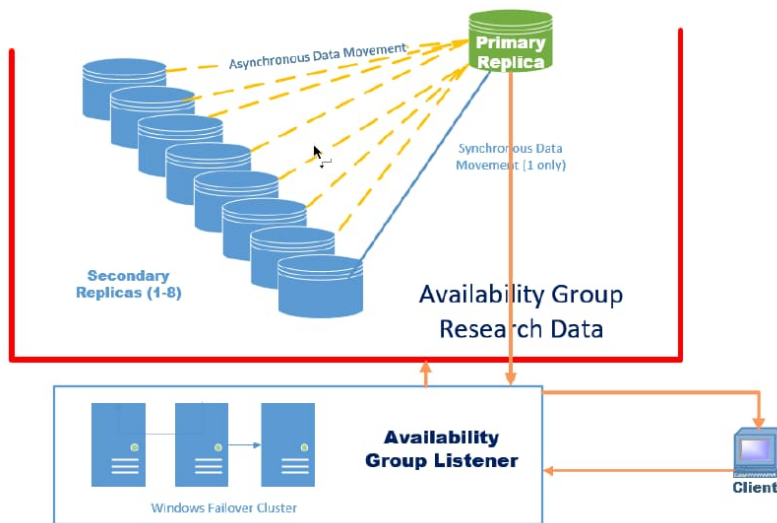 Asynchronous Data Movement
Primary
Replica
Synchronous Data
Movement (1 only)
Secondary
Replicas (1-8)
Availability Group
Research Data
Availability
Group Listener
Windows Failover Cluster
Client